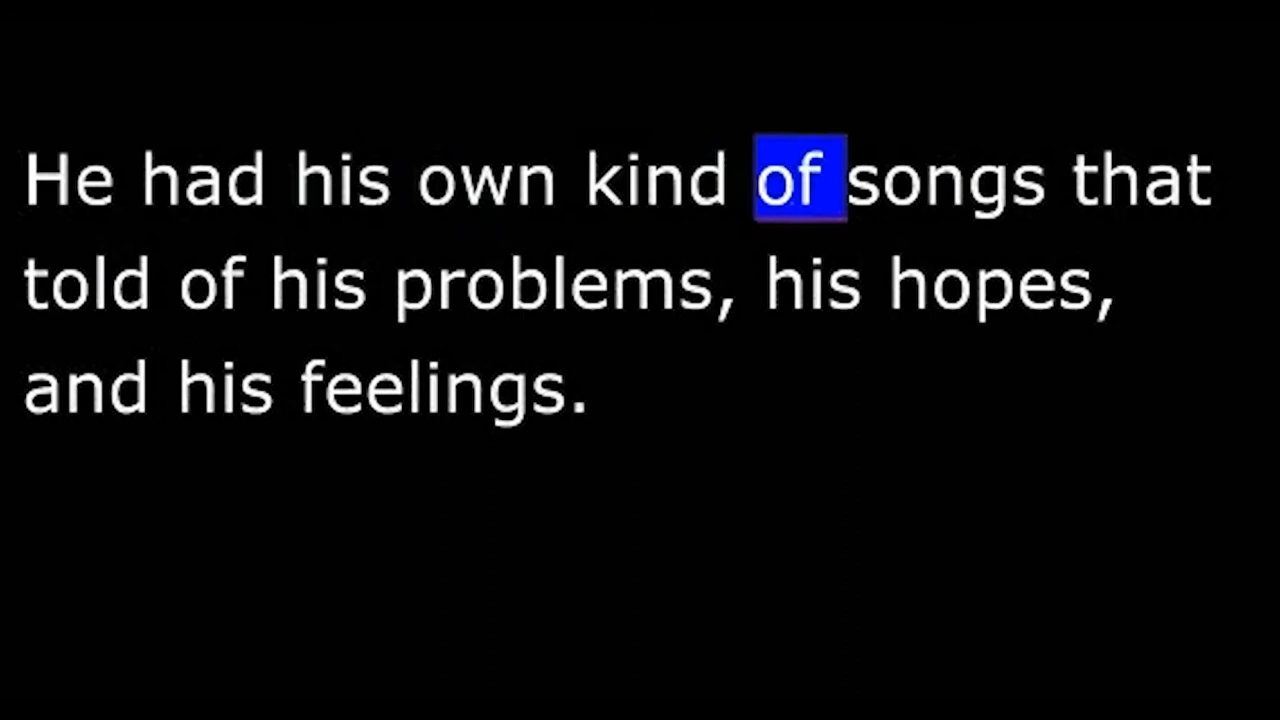 He had his own kind of songs that
told of his problems, his hopes,
and his feelings.